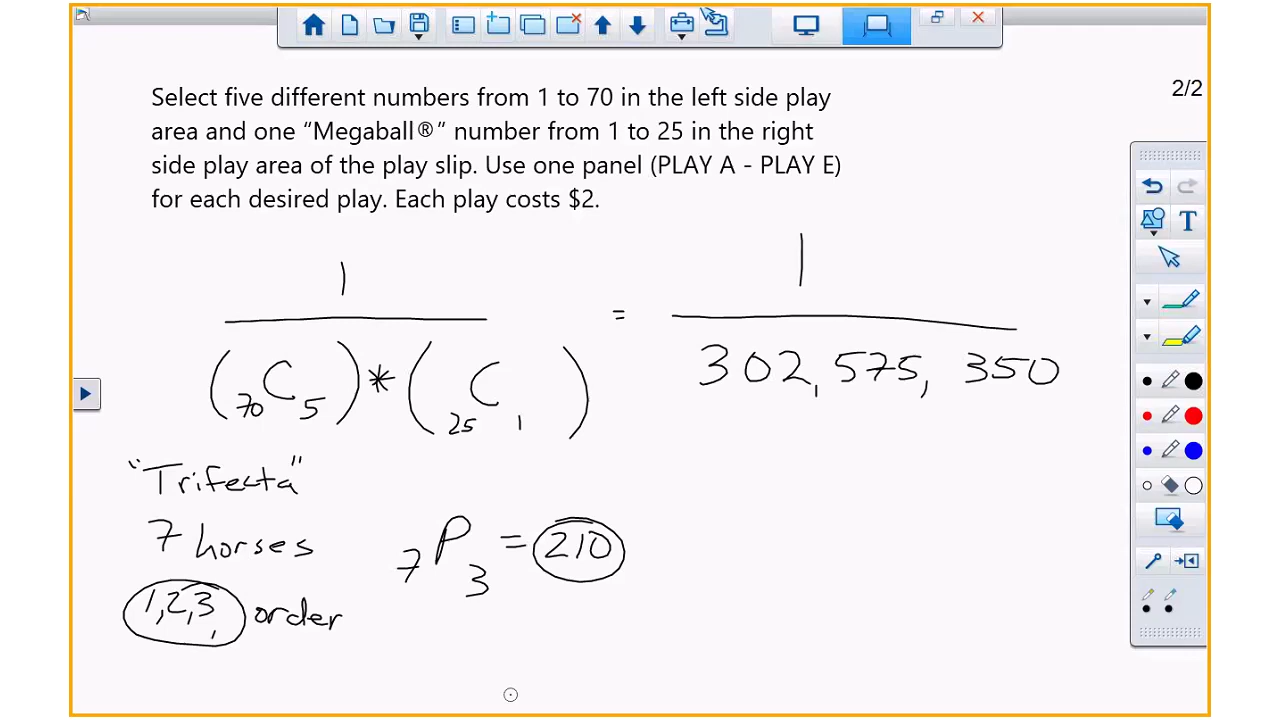 2/2
Select five different numbers from 1 to 70 in the left side play
area and one “Megaball®” number from 1 to 25 in the right
side play area of the play slip. Use one panel (PLAY A - PLAY E)
for each desired play. Each play costs $2.
1
1
=
(70C5)*(25C1)
302,575,350
"Trifecta"
7 horses
7P3 = 210
1,2,3, order
T